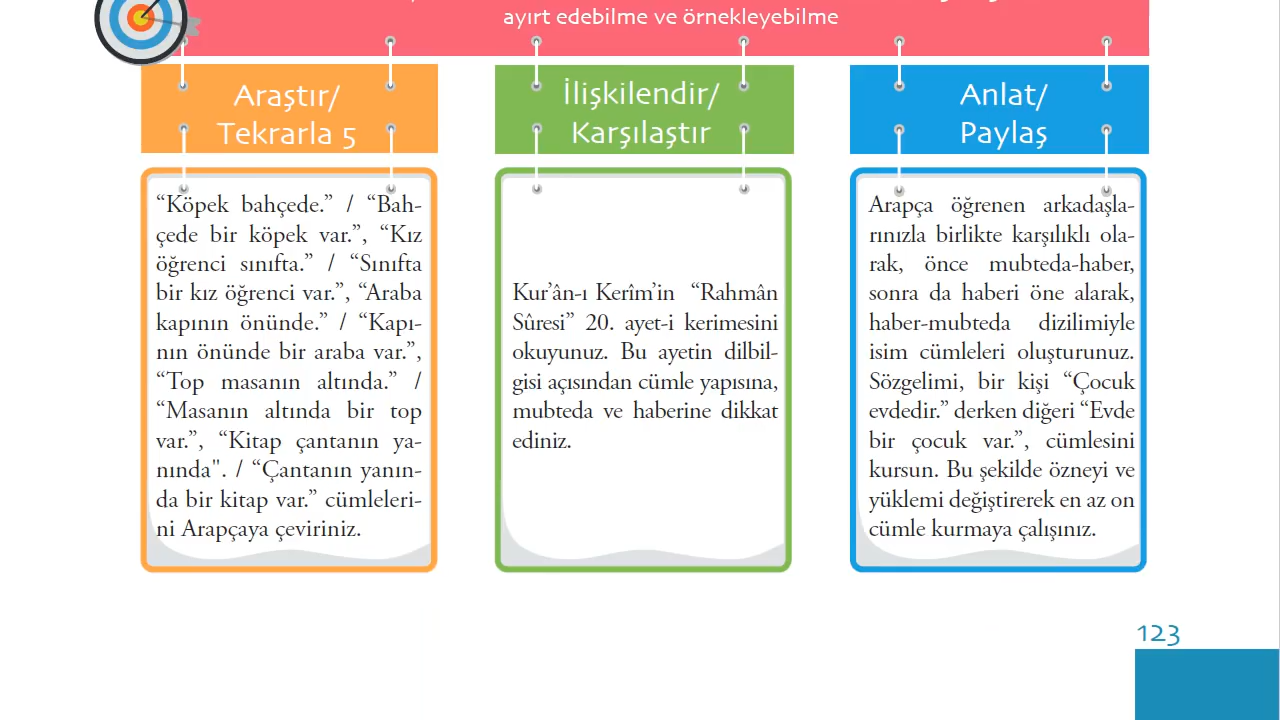 ayırt edebilme ve örnekleyebilme
Araştır/
Tekrarla 5
“Köpek bahçede.” / “Bah-
çede bir köpek var.”, “Kız
öğrenci sınıfta.” / “Sınıfta
bir kız öğrenci var.”, “Araba
kapının önünde.” / “Kapı-
nın önünde bir araba var.”,
“Top masanın altında.” /
“Masanın altında bir top
var.”, “Kitap çantanın ya-
nında". / “Çantanın yanın-
da bir kitap var.” cümleleri-
ni Arapçaya çeviriniz.
İlişkilendir/
Karşılaştır
Kur’ân-ı Kerîm’in “Rahmân
Sûresi” 20. ayet-i kerimesini
okuyunuz. Bu ayetin dilbil-
gisi açısından cümle yapısına,
mubteda ve haberine dikkat
ediniz.
Anlat/
Paylaş
Arapça öğrenen arkadaşla-
rınızla birlikte karşılıklı ola-
rak, önce mubteda-haber,
sonra da haberi öne alarak,
haber-mubteda dizilimiyle
isim cümleleri oluşturunuz.
Sözgelimi, bir kişi “Çocuk
evdedir.” derken diğeri “Evde
bir çocuk var.”, cümlesini
kursun. Bu şekilde özneyi ve
yüklemi değiştirerek en az on
cümle kurmaya çalışınız.
123